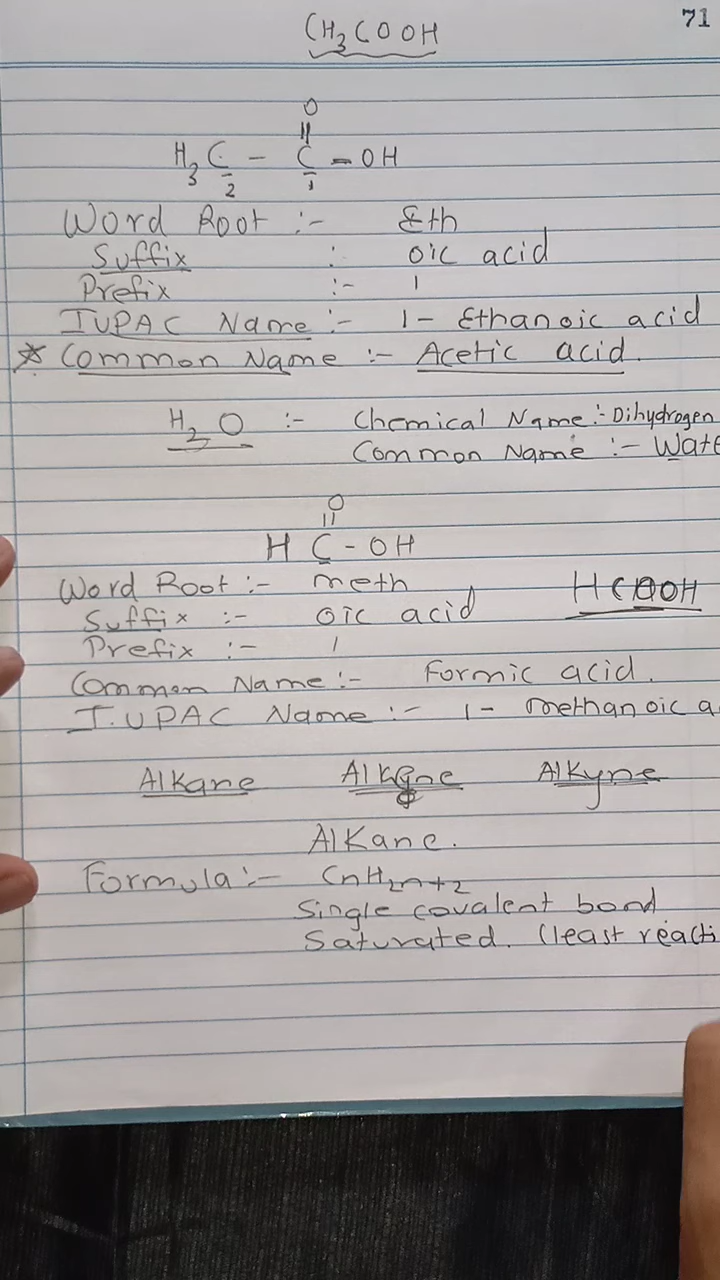 71
CH3COOH
O
||
H3C - C - OH
2 1
Word Root :- Eth
Suffix : oic acid
Prefix :- 1
IUPAC Name :- 1- Ethanoic acid
* Common Name :- Acetic acid.
H2O :- Chemical Name :- Dihydrogen
Common Name :- Wate
O
||
H C - OH
Word Root :- meth HCOOH
Suffix :- oic acid
Prefix :- 1
Common Name :- Formic acid.
I.UPAC Name :- 1- methanoic a
Alkane Alkene Alkyne
Alkane.
Formula :- CnH2n+2
Single covalent bond
Saturated. (least reacti